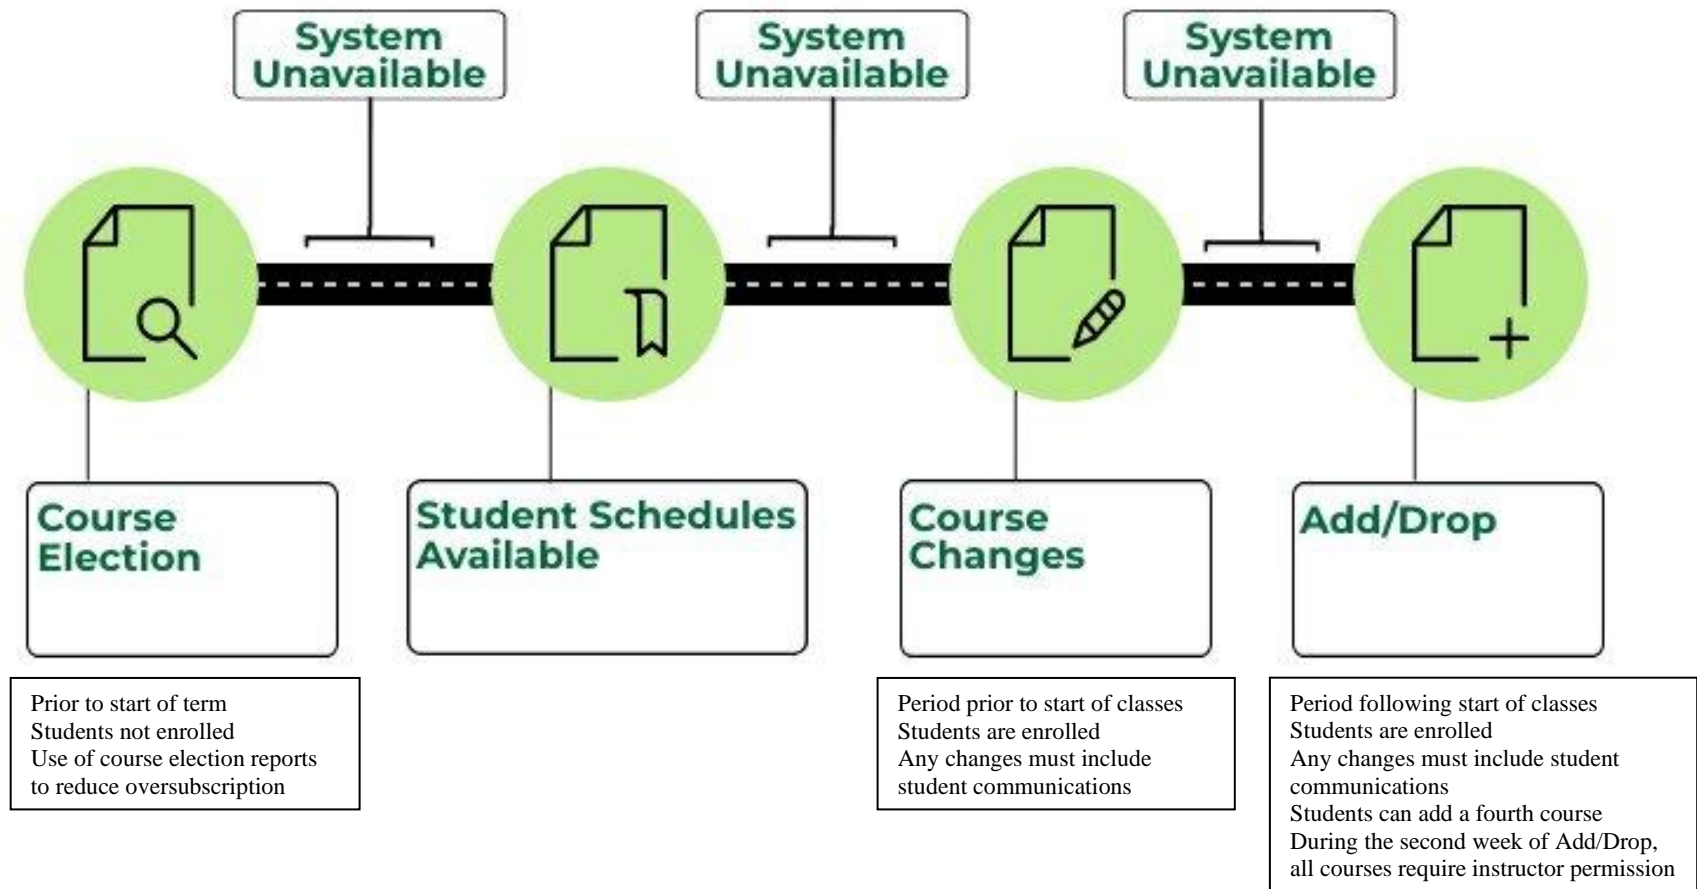 System
Unavailable
System
Unavailable
System
Unavailable
Course
Election
Student Schedules
Available
Course
Changes
Add/Drop
Prior to start of term
Students not enrolled
Use of course election reports
to reduce oversubscription
Period prior to start of classes
Students are enrolled
Any changes must include
student communications
Period following start of classes
Students are enrolled
Any changes must include student
communications
Students can add a fourth course
During the second week of Add/Drop,
all courses require instructor permission